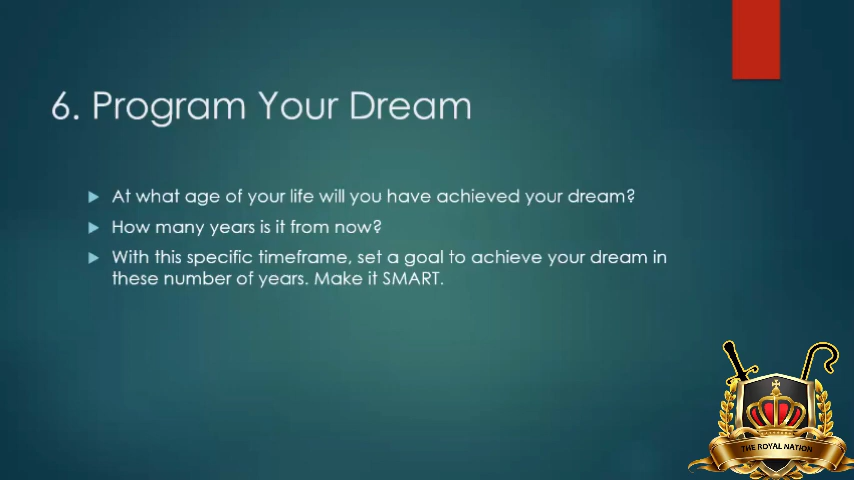 6. Program Your Dream
At what age of your life will you have achieved your dream?
How many years is it from now?
With this specific timeframe, set a goal to achieve your dream in
these number of years. Make it SMART.
THE ROYAL NATION